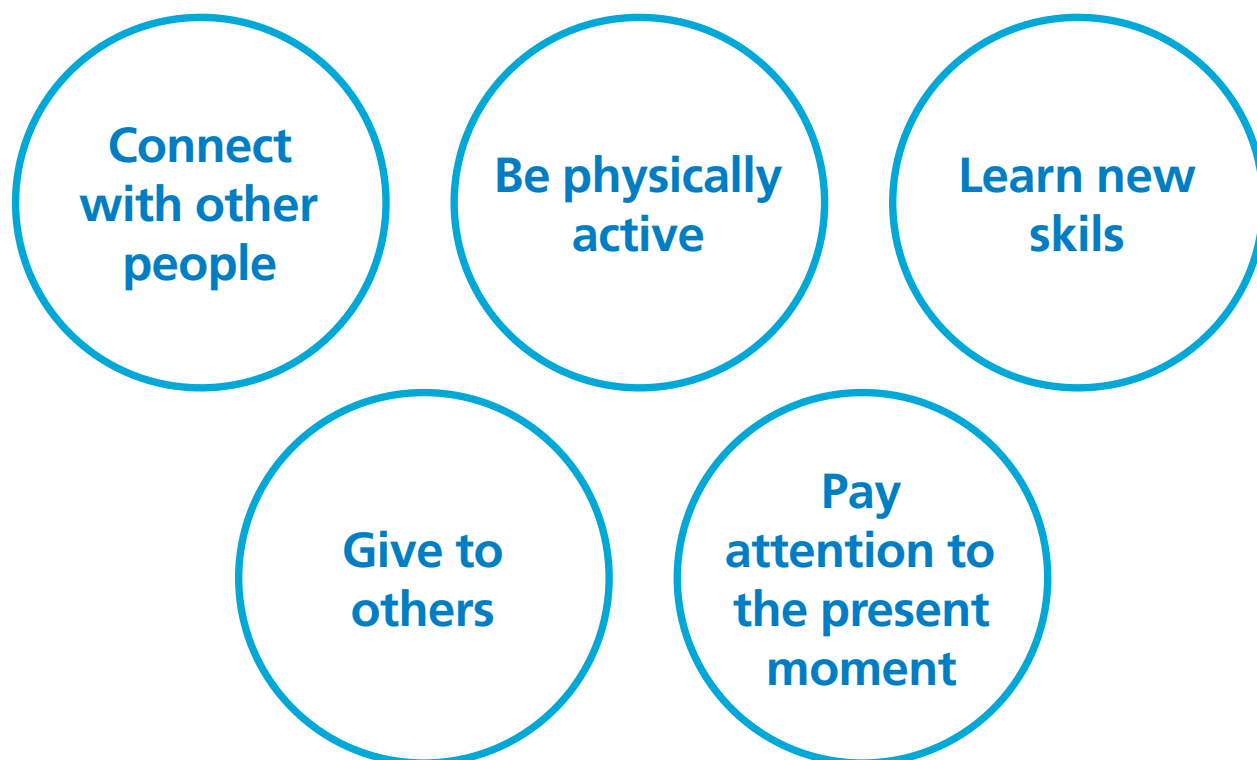 Connect
with other
people
Be physically
active
Learn new
skils
Give to
others
Pay
attention to
the present
moment